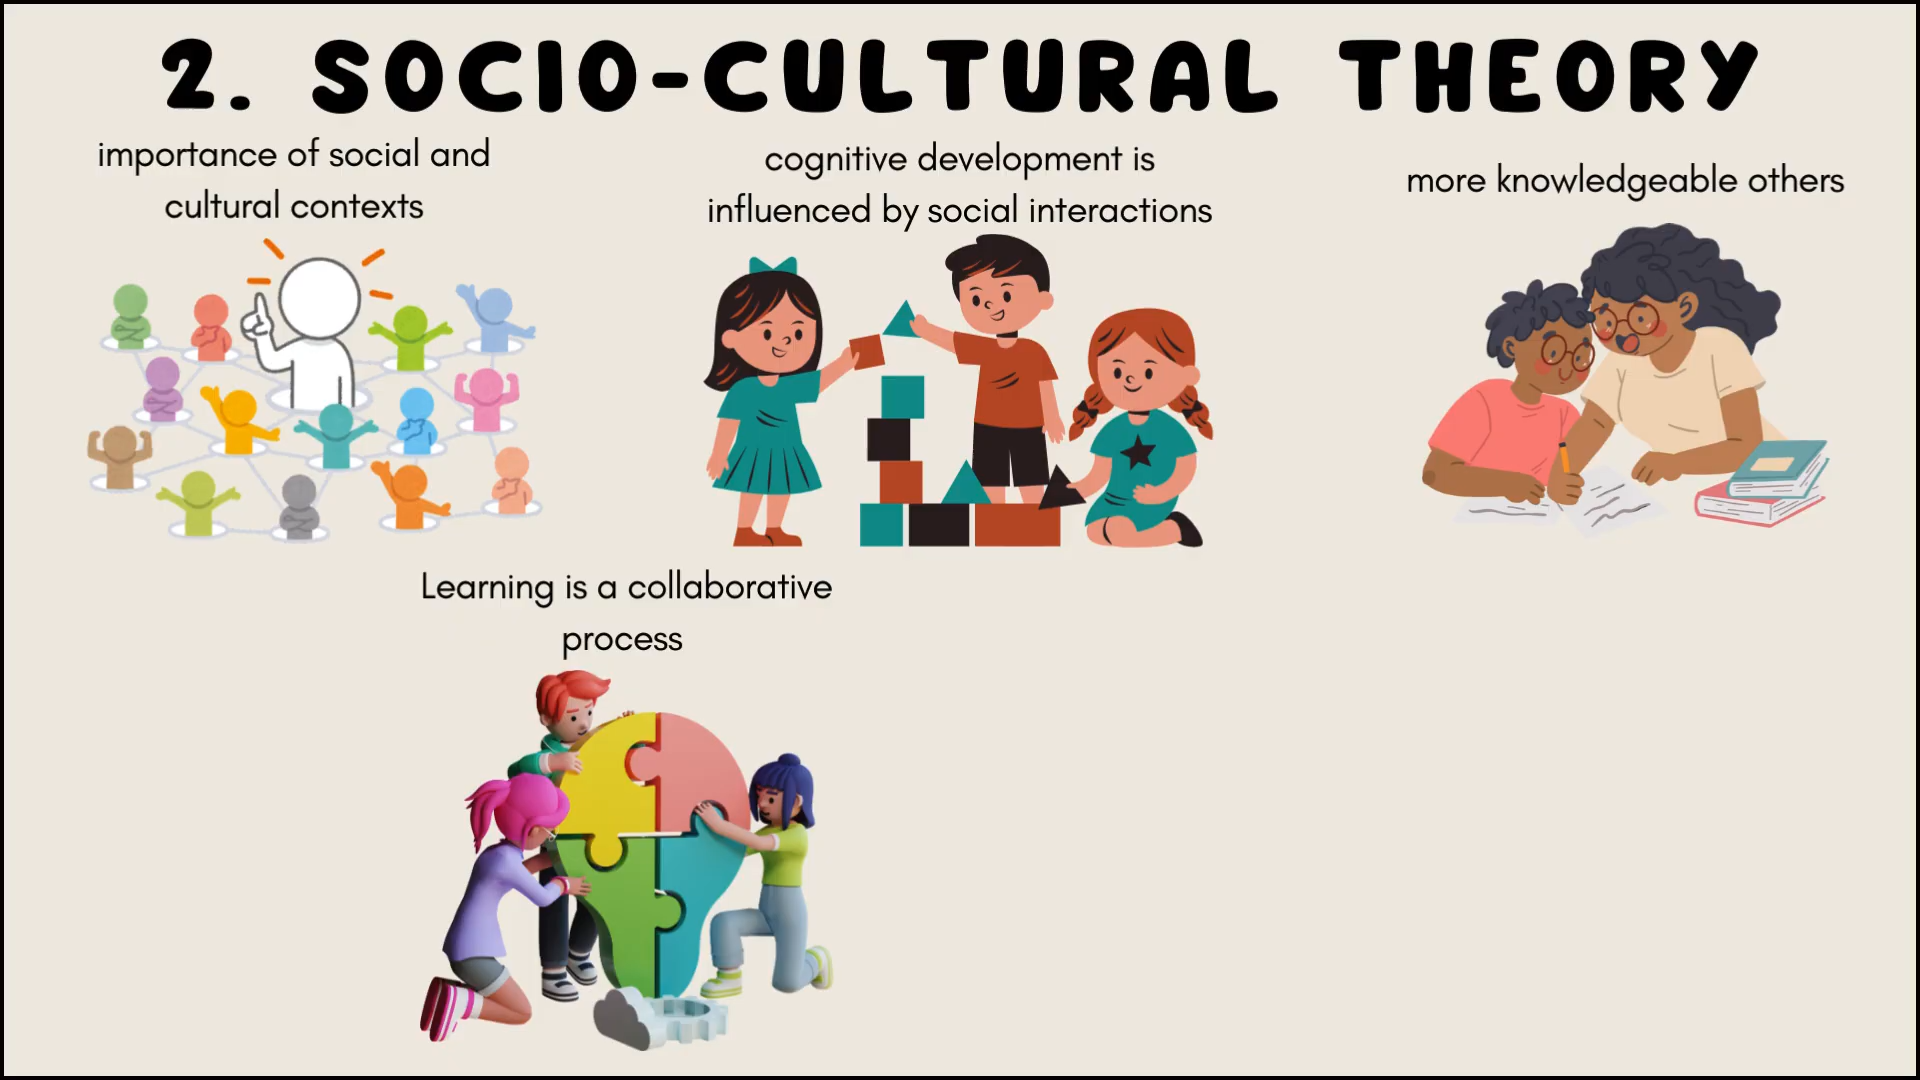 2. SOCIO-CULTURAL THEORY
importance of social and
cultural contexts
cognitive development is
influenced by social interactions
more knowledgeable others
Learning is a collaborative
process